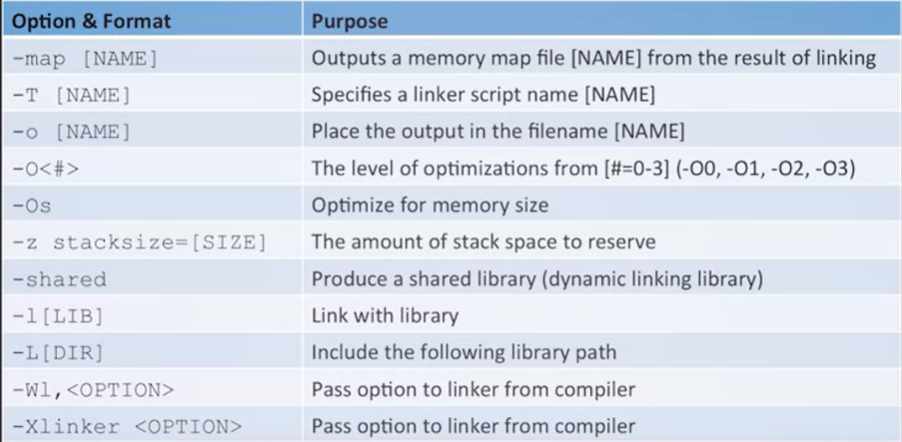 Option & Format Purpose
-map [NAME] Outputs a memory map file [NAME] from the result of linking
-T [NAME] Specifies a linker script name [NAME]
-o [NAME] Place the output in the filename [NAME]
-O<#> The level of optimizations from [#=0-3] (-O0, -O1, -O2, -O3)
-Os Optimize for memory size
-z stacksize=[SIZE] The amount of stack space to reserve
-shared Produce a shared library (dynamic linking library)
-l[LIB] Link with library
-L[DIR] Include the following library path
-Wl,<OPTION> Pass option to linker from compiler
-Xlinker <OPTION> Pass option to linker from compiler